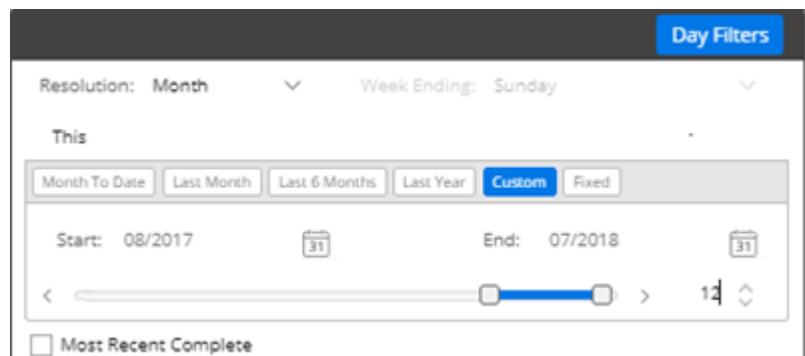 Day Filters
Resolution: Month Week Ending: Sunday
This -
Month To Date Last Month Last 6 Months Last Year Custom Fixed
Start: 08/2017 31 End: 07/2018 31
12
Most Recent Complete